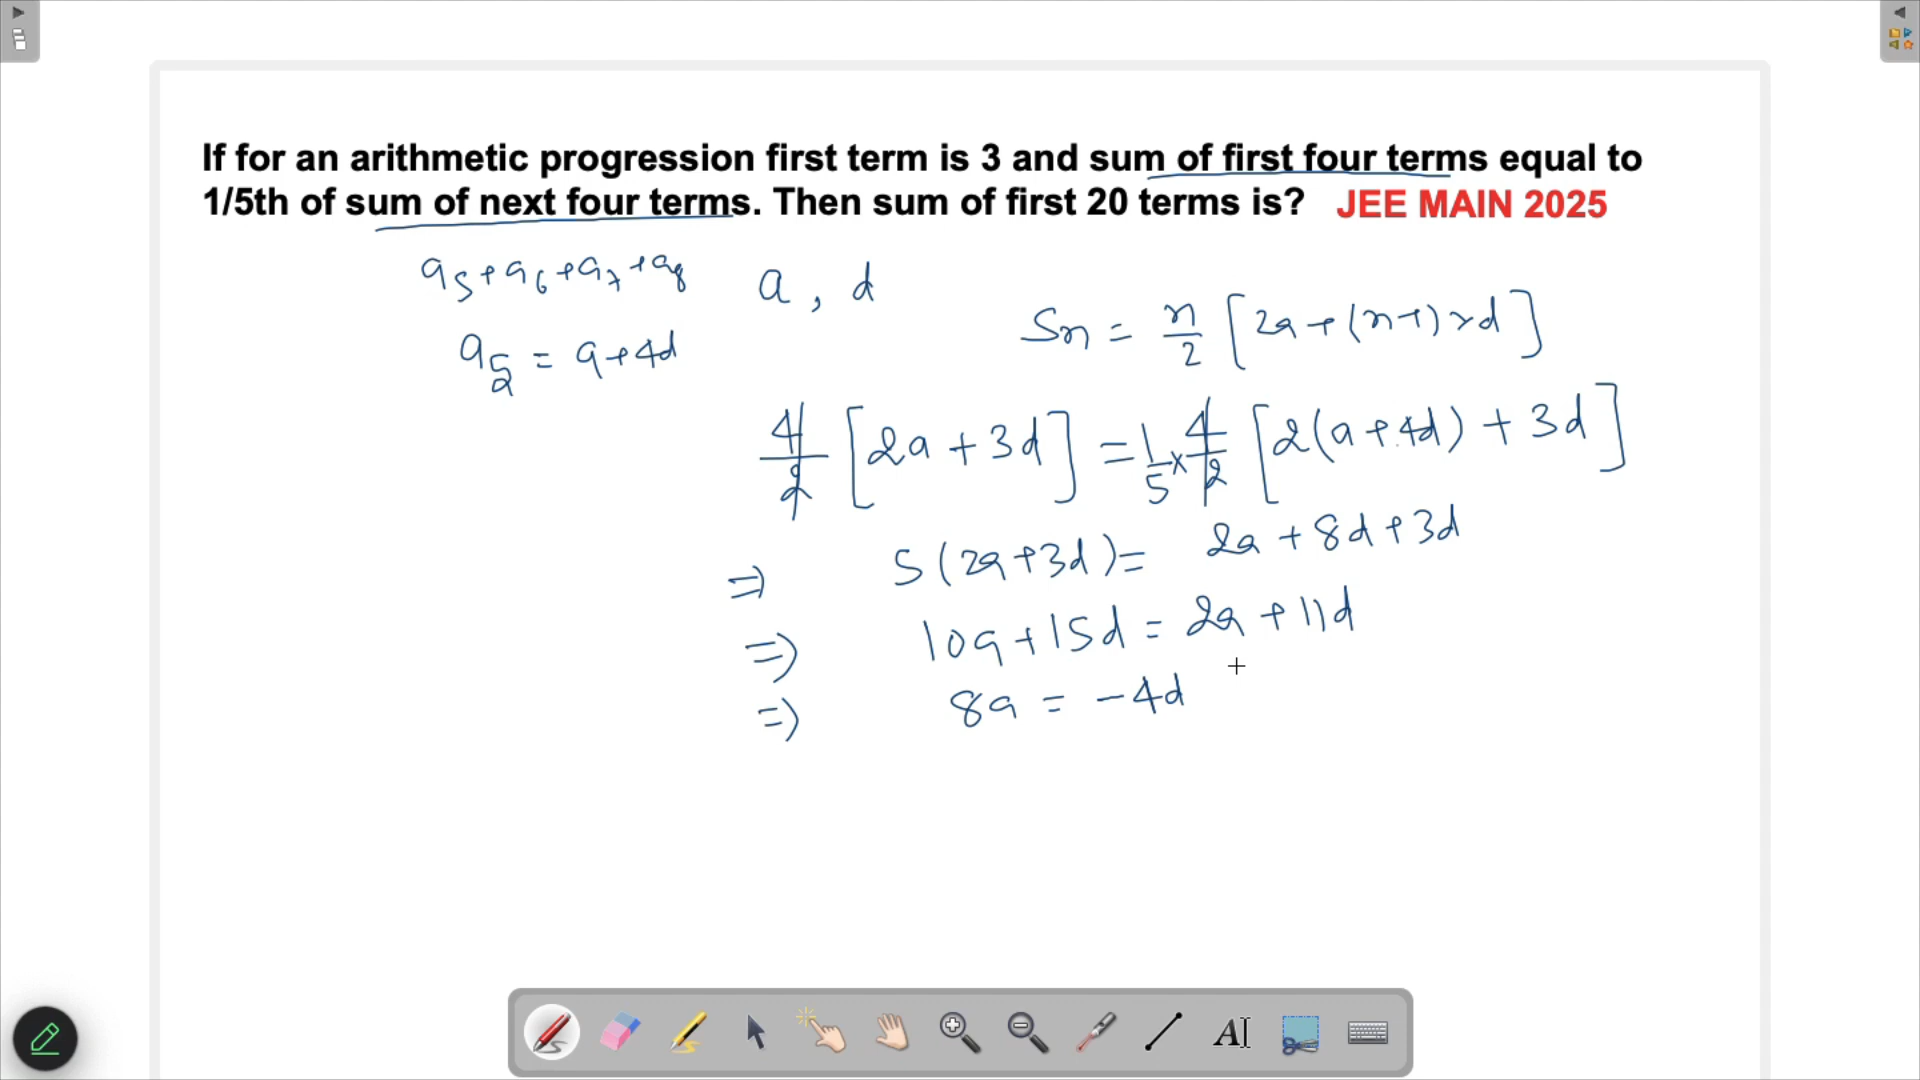 If for an arithmetic progression first term is 3 and sum of first four terms equal to
1/5th of sum of next four terms. Then sum of first 20 terms is? JEE MAIN 2025
a₅+a₆+a₇+a₈
a, d
Sn = n/2 [2a+(n-1)×d]
a₅ = a+4d
2
4/2 [2a+3d] = 1/5 × 4/2 [2(a+4d)+3d]
⇒ 5(2a+3d) = 2a+8d+3d
⇒ 10a+15d = 2a+11d
⇒ 8a = -4d
AI